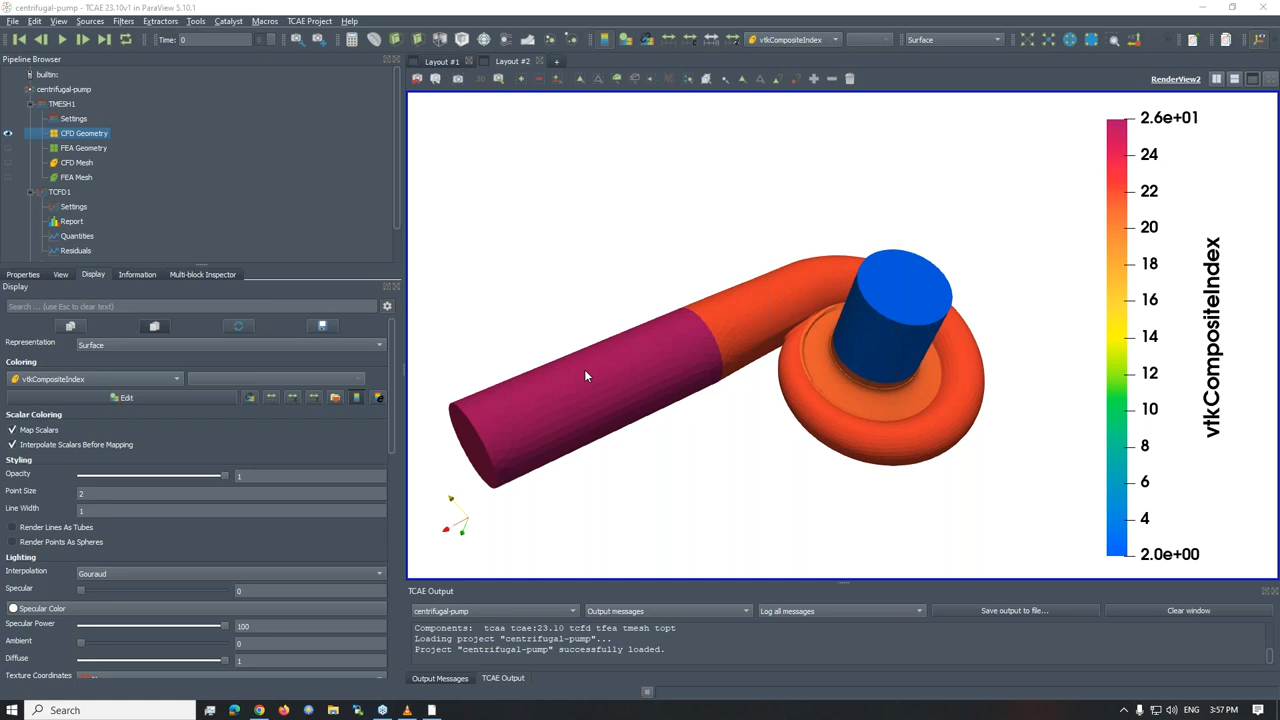 centrifugal-pump - TCAE 23.10v1 in ParaView 5.10.1
File Edit View Sources Filters Extractors Tools Catalyst Macros TCAE Project Help
Time: 0
vtkCompositeIndex
Surface
Pipeline Browser
builtin:
centrifugal-pump
TMESH1
Settings
CFD Geometry
FEA Geometry
CFD Mesh
FEA Mesh
TCFD1
Settings
Report
Quantities
Residuals
Properties View Display Information Multi-block Inspector
Display
Search ... (use Esc to clear text)
Representation Surface
Coloring
vtkCompositeIndex
Edit
Scalar Coloring
Map Scalars
Interpolate Scalars Before Mapping
Styling
Opacity 1
Point Size 2
Line Width 1
Render Lines As Tubes
Render Points As Spheres
Lighting
Interpolation Gouraud
Specular 0
Specular Color
Specular Power 100
Ambient 0
Diffuse 1
Texture Coordinates
Layout #1 Layout #2
3D
RenderView2
2.6e+01
24
22
20
18
16
14
12
10
8
6
4
2.0e+00
vtkCompositeIndex
TCAE Output
centrifugal-pump Output messages Log all messages Save output to file... Clear window
Components: tcaa tcae:23.10 tcfd tfea tmesh topt
Loading project "centrifugal-pump"...
Project "centrifugal-pump" successfully loaded.
Output Messages TCAE Output
Search
ENG 3:57 PM